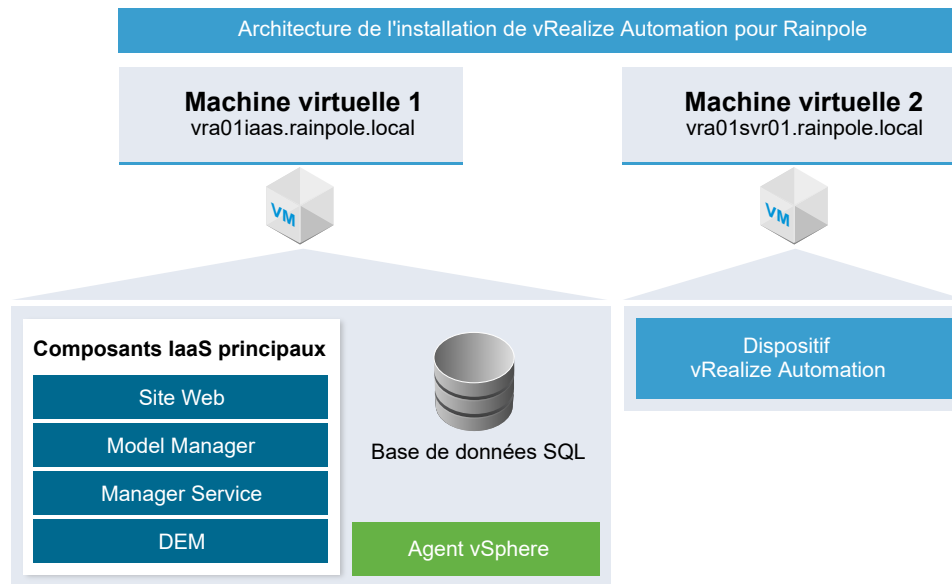 Architecture de l'installation de vRealize Automation pour Rainpole
Machine virtuelle 1
vra01iaas.rainpole.local
Machine virtuelle 2
vra01svr01.rainpole.local
VM
VM
Composants IaaS principaux
Site Web
Model Manager
Manager Service
DEM
Base de données SQL
Agent vSphere
Dispositif
vRealize Automation